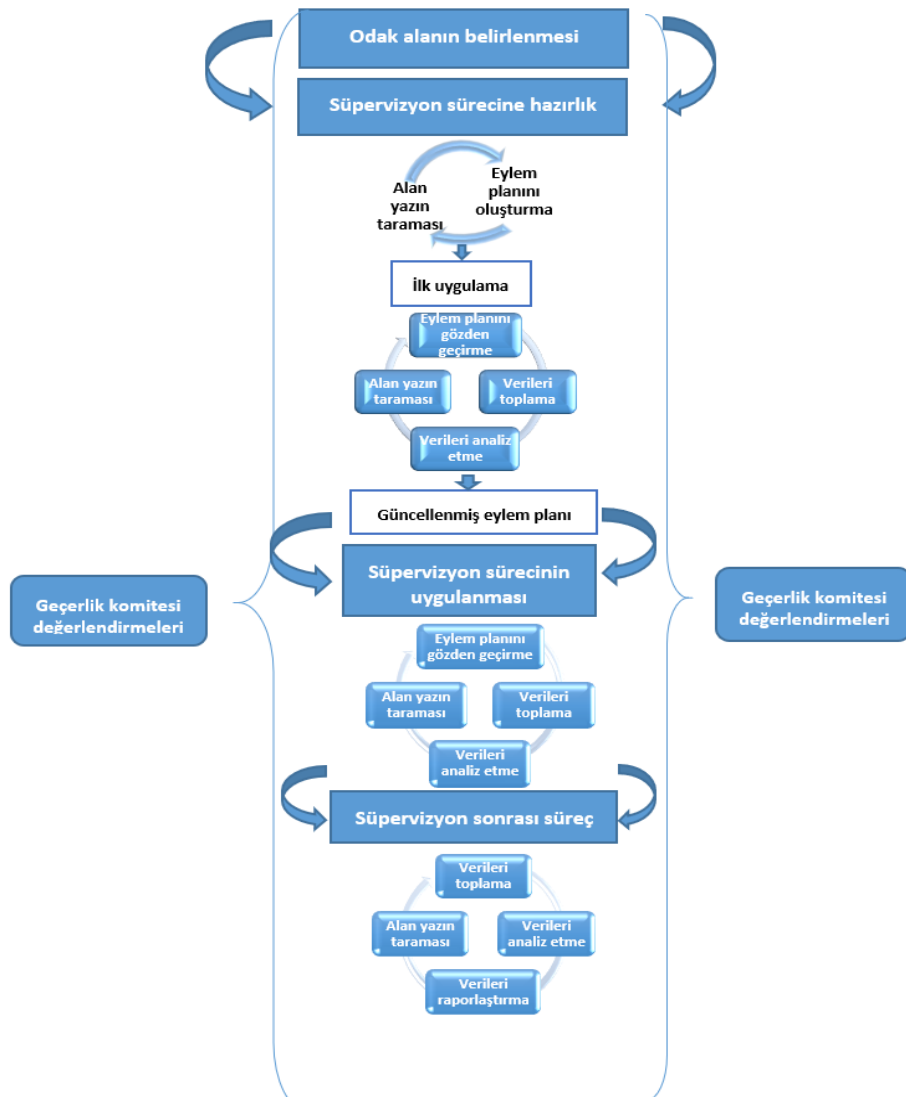 Odak alanın belirlenmesi
Süpervizyon sürecine hazırlık
Alan
yazın
taraması
Eylem
planını
oluşturma
İlk uygulama
Eylem planını
gözden
geçirme
Alan yazın
taraması
Verileri
toplama
Verileri analiz
etme
Güncellenmiş eylem planı
Süpervizyon sürecinin
uygulanması
Geçerlik komitesi
değerlendirmeleri
Geçerlik komitesi
değerlendirmeleri
Eylem planını
gözden geçirme
Alan yazın
taraması
Verileri
toplama
Verileri
analiz etme
Süpervizyon sonrası süreç
Verileri
toplama
Alan yazın
taraması
Verileri
analiz etme
Verileri
raporlaştırma